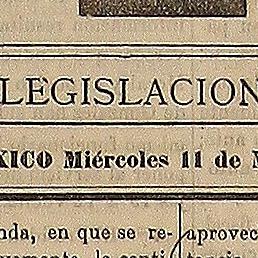 LEGISLACION
XICO Miércoles 11 de M
nda, en que se re- aprovec